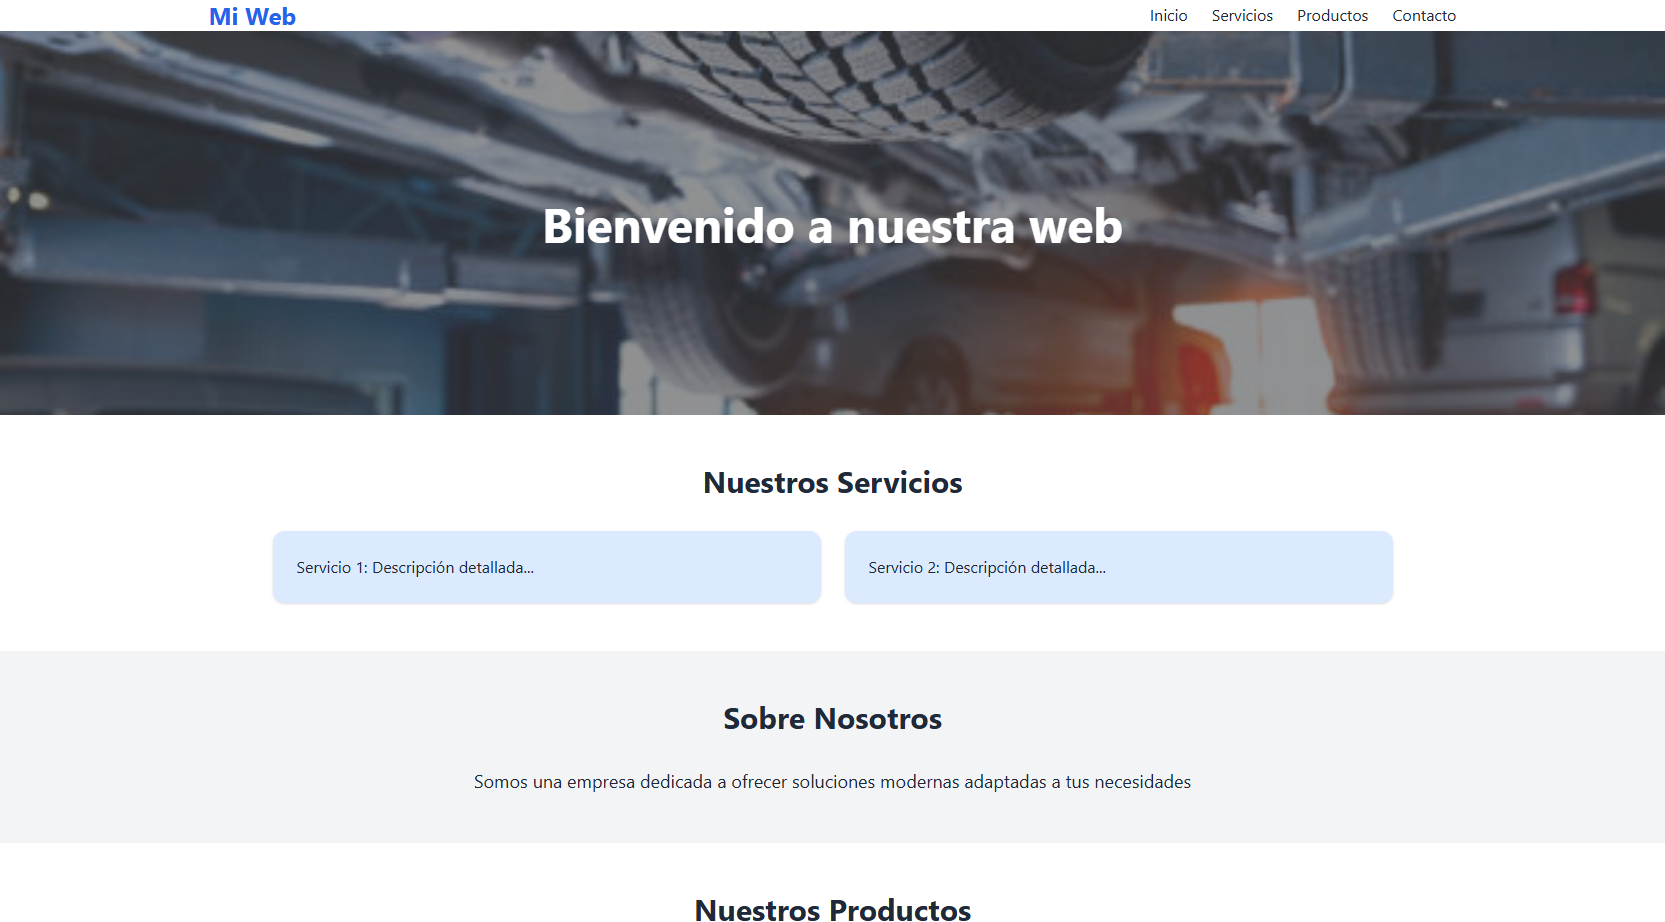 Mi Web
Inicio
Servicios
Productos
Contacto
Bienvenido a nuestra web
Nuestros Servicios
Servicio 1: Descripción detallada...
Servicio 2: Descripción detallada...
Sobre Nosotros
Somos una empresa dedicada a ofrecer soluciones modernas adaptadas a tus necesidades
Nuestros Productos